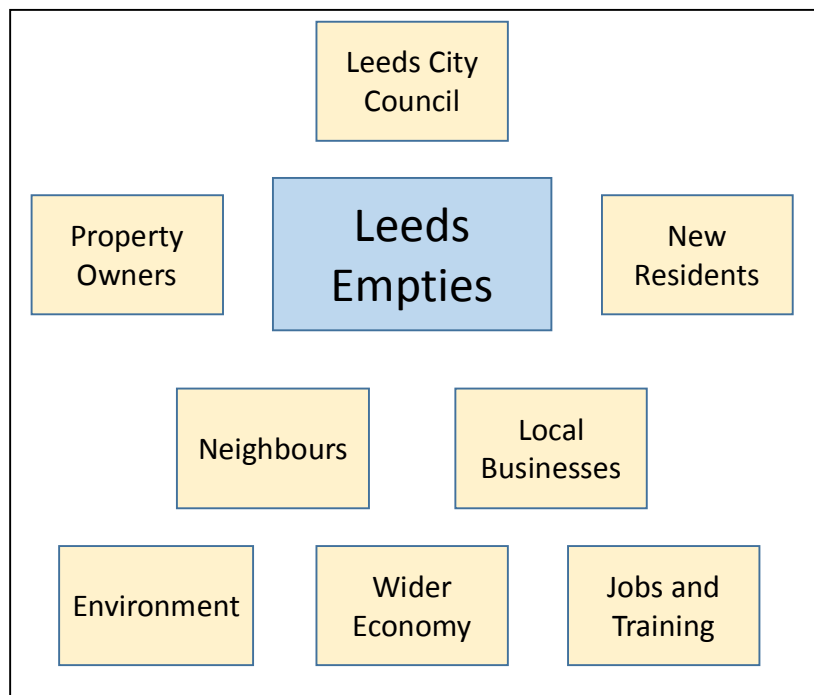 Leeds City
Council
Property
Owners
Leeds
Empties
New
Residents
Neighbours
Local
Businesses
Environment
Wider
Economy
Jobs and
Training